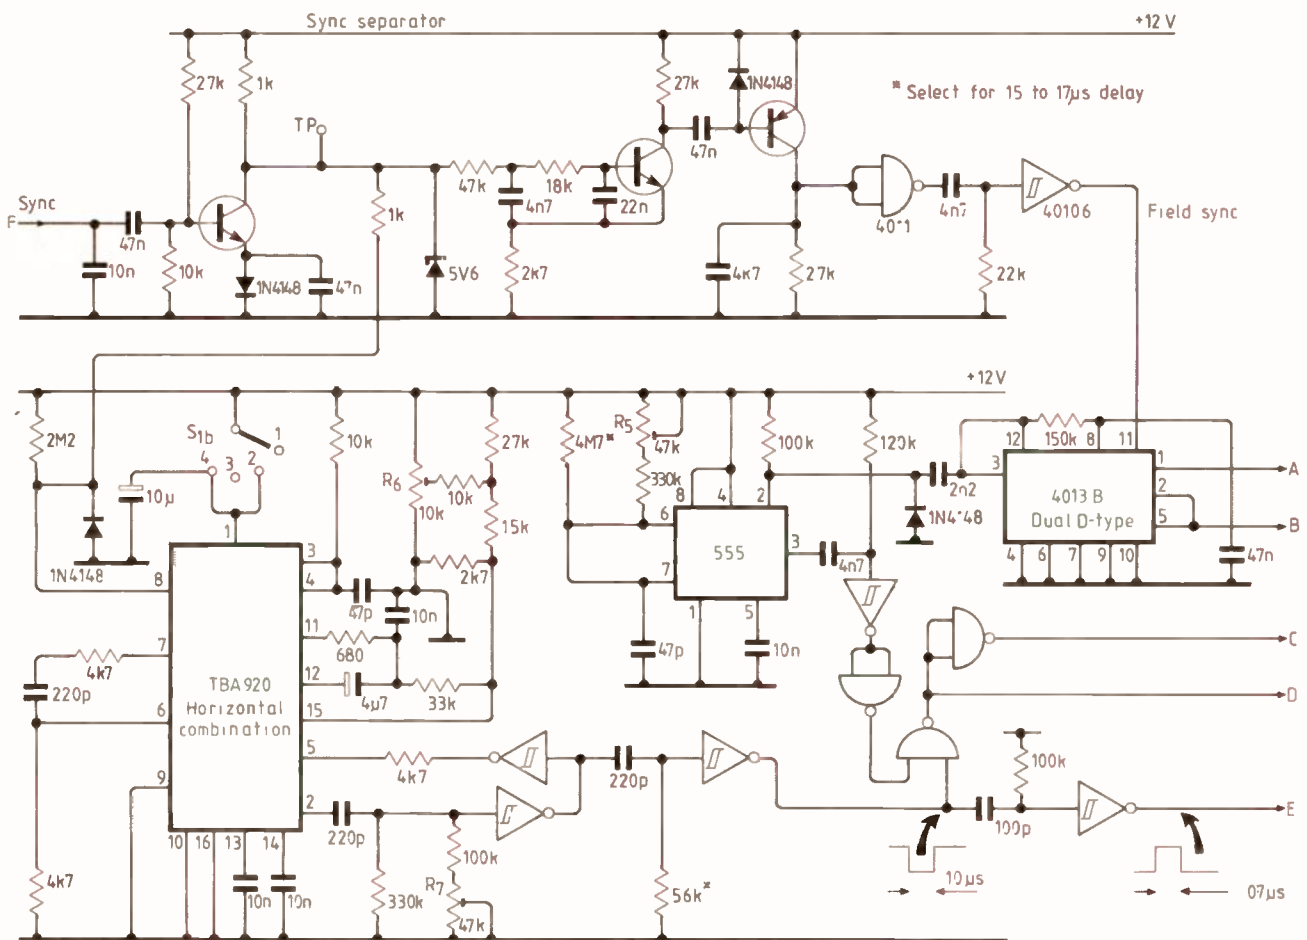 Sync separator
+12 V
27k
1k
TP
27k
1N4148
* Select for 15 to 17µs delay
47n
Sync
F
47n
10n
10k
1N4148
47n
1k
5V6
47k
4n7
18k
22n
2k7
4k7
27k
4n7
40106
22k
Field sync
+12 V
2M2
S1b
1
4
3
2
10µ
1N4148
10k
R6
10k
10k
27k
15k
2k7
4M7*
R5
47k
330k
100k
120k
150k
2n2
1N4148
12
8
11
3
4013 B
Dual D-type
1
2
5
4
6
7
9
10
A
B
47n
1
8
7
6
9
10
16
13
14
3
4
11
12
15
5
2
TBA920
Horizontal
combination
47p
10n
680
4µ7
33k
4k7
220p
4k7
8
4
2
6
7
555
3
1
5
4n7
47p
10n
C
D
E
4k7
220p
220p
100k
R7
47k
330k
56k*
10n
10n
100k
100p
10µs
07µs